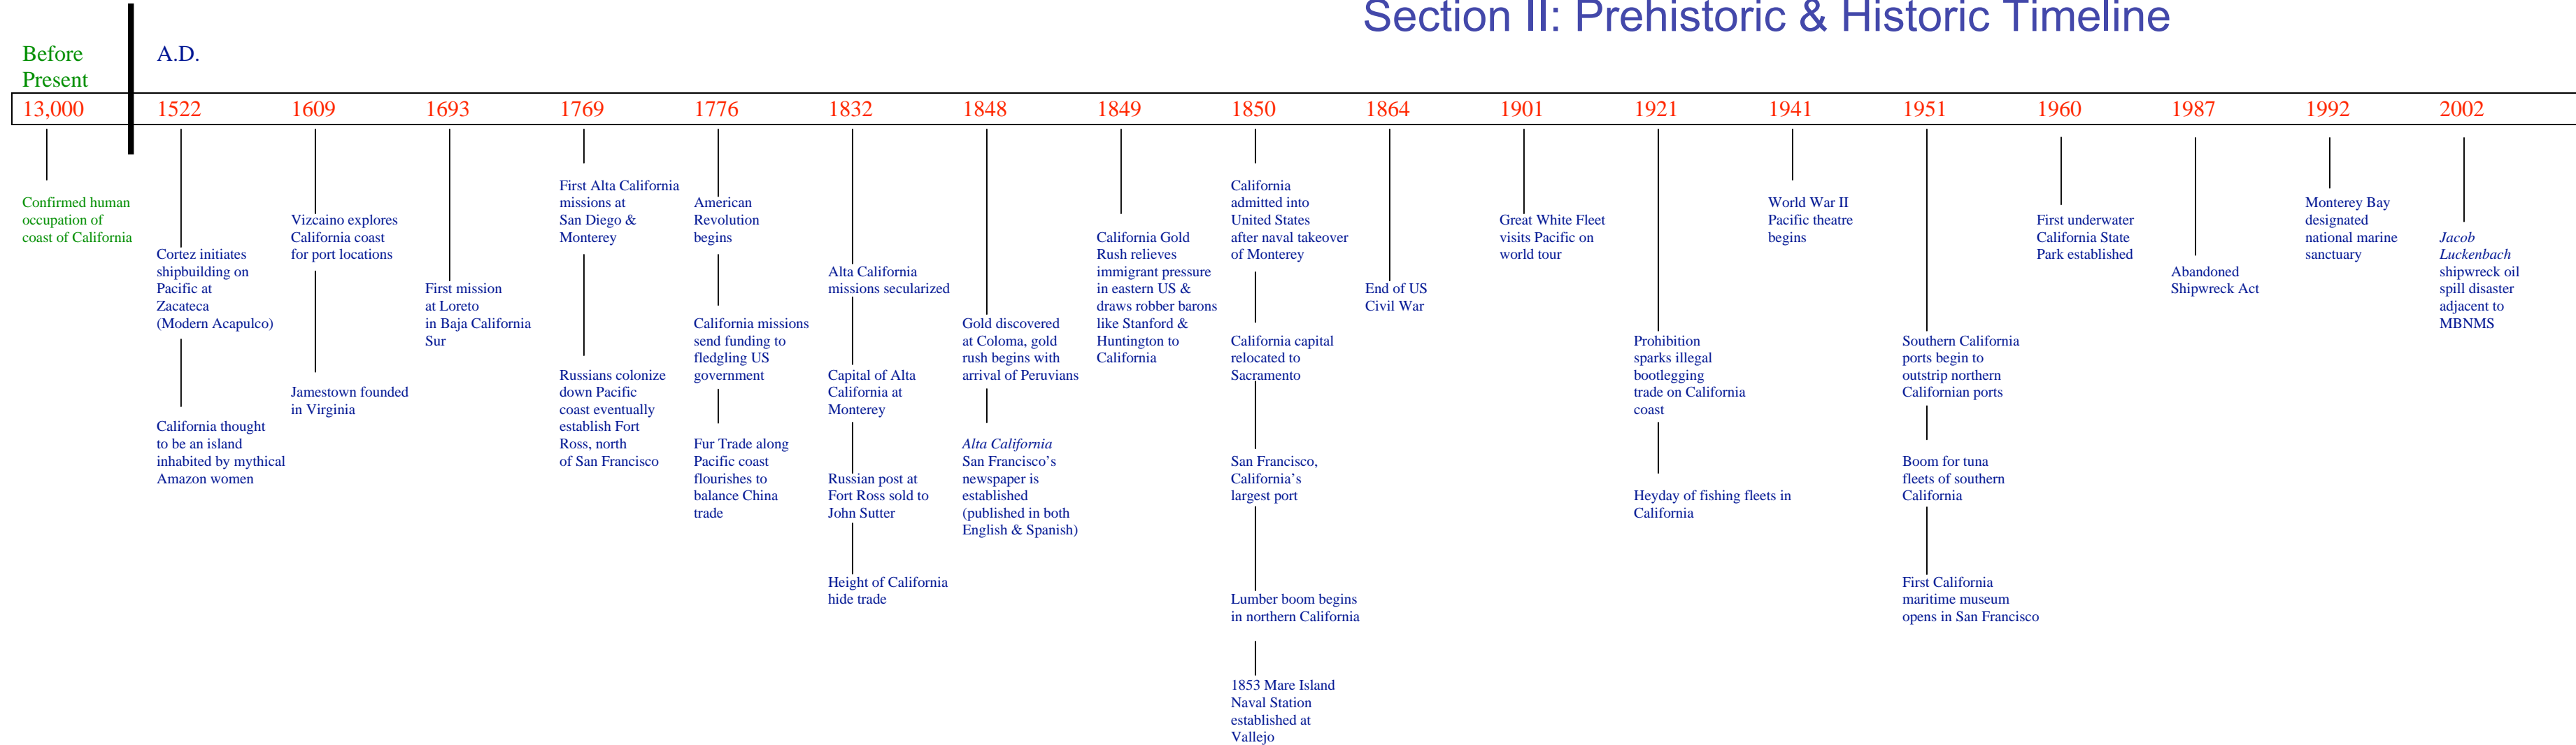 Section II: Prehistoric & Historic Timeline
Before
Present
A.D.
13,000
1522
1609
1693
1769
1776
1832
1848
1849
1850
1864
1901
1921
1941
1951
1960
1987
1992
2002
Confirmed human
occupation of
coast of California
Cortez initiates
shipbuilding on
Pacific at
Zacateca
(Modern Acapulco)
California thought
to be an island
inhabited by mythical
Amazon women
Vizcaino explores
California coast
for port locations
Jamestown founded
in Virginia
First mission
at Loreto
in Baja California
Sur
First Alta California
missions at
San Diego &
Monterey
Russians colonize
down Pacific
coast eventually
establish Fort
Ross, north
of San Francisco
American
Revolution
begins
California missions
send funding to
fledgling US
government
Fur Trade along
Pacific coast
flourishes to
balance China
trade
Alta California
missions secularized
Capital of Alta
California at
Monterey
Russian post at
Fort Ross sold to
John Sutter
Height of California
hide trade
Gold discovered
at Coloma, gold
rush begins with
arrival of Peruvians
Alta California
San Francisco’s
newspaper is
established
(published in both
English & Spanish)
California Gold
Rush relieves
immigrant pressure
in eastern US &
draws robber barons
like Stanford &
Huntington to
California
California
admitted into
United States
after naval takeover
of Monterey
California capital
relocated to
Sacramento
San Francisco,
California’s
largest port
Lumber boom begins
in northern California
1853 Mare Island
Naval Station
established at
Vallejo
End of US
Civil War
Great White Fleet
visits Pacific on
world tour
Prohibition
sparks illegal
bootlegging
trade on California
coast
Heyday of fishing fleets in
California
World War II
Pacific theatre
begins
Southern California
ports begin to
outstrip northern
Californian ports
Boom for tuna
fleets of southern
California
First California
maritime museum
opens in San Francisco
First underwater
California State
Park established
Abandoned
Shipwreck Act
Monterey Bay
designated
national marine
sanctuary
Jacob
Luckenbach
shipwreck oil
spill disaster
adjacent to
MBNMS